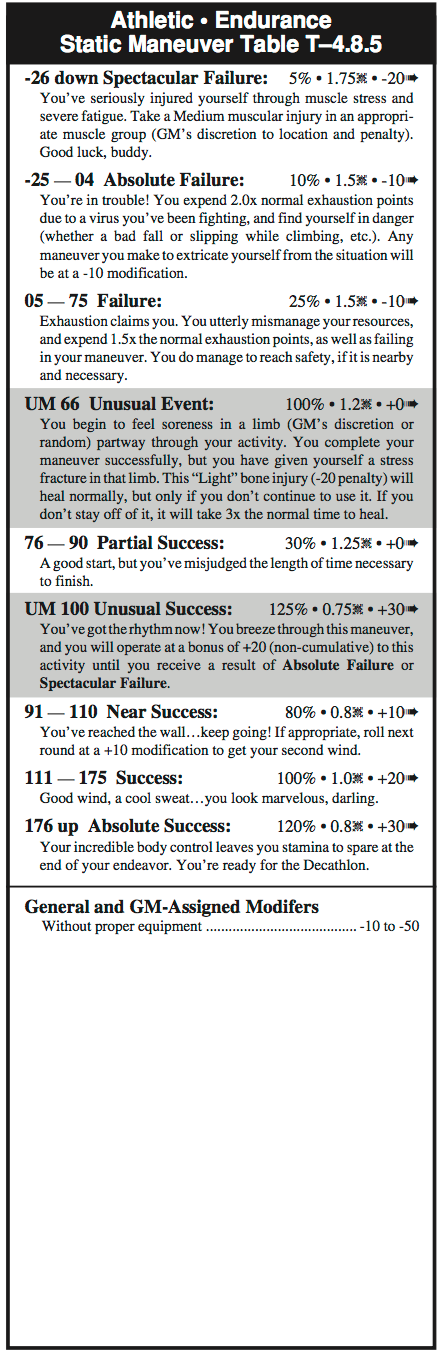 Athletic • Endurance
Static Maneuver Table T–4.8.5
-26 down Spectacular Failure: 5% • 1.75⁕ • -20➠
You've seriously injured yourself through muscle stress and
severe fatigue. Take a Medium muscular injury in an appropri-
ate muscle group (GM's discretion to location and penalty).
Good luck, buddy.
-25 — 04 Absolute Failure: 10% • 1.5⁕ • -10➠
You're in trouble! You expend 2.0x normal exhaustion points
due to a virus you've been fighting, and find yourself in danger
(whether a bad fall or slipping while climbing, etc.). Any
maneuver you make to extricate yourself from the situation will
be at a -10 modification.
05 — 75 Failure: 25% • 1.5⁕ • -10➠
Exhaustion claims you. You utterly mismanage your resources,
and expend 1.5x the normal exhaustion points, as well as failing
in your maneuver. You do manage to reach safety, if it is nearby
and necessary.
UM 66 Unusual Event: 100% • 1.2⁕ • +0➠
You begin to feel soreness in a limb (GM's discretion or
random) partway through your activity. You complete your
maneuver successfully, but you have given yourself a stress
fracture in that limb. This “Light” bone injury (-20 penalty) will
heal normally, but only if you don't continue to use it. If you
don't stay off of it, it will take 3x the normal time to heal.
76 — 90 Partial Success: 30% • 1.25⁕ • +0➠
A good start, but you've misjudged the length of time necessary
to finish.
UM 100 Unusual Success: 125% • 0.75⁕ • +30➠
You've got the rhythm now! You breeze through this maneuver,
and you will operate at a bonus of +20 (non-cumulative) to this
activity until you receive a result of Absolute Failure or
Spectacular Failure.
91 — 110 Near Success: 80% • 0.8⁕ • +10➠
You've reached the wall…keep going! If appropriate, roll next
round at a +10 modification to get your second wind.
111 — 175 Success: 100% • 1.0⁕ • +20➠
Good wind, a cool sweat…you look marvelous, darling.
176 up Absolute Success: 120% • 0.8⁕ • +30➠
Your incredible body control leaves you stamina to spare at the
end of your endeavor. You're ready for the Decathlon.
General and GM-Assigned Modifers
Without proper equipment ........................................ -10 to -50